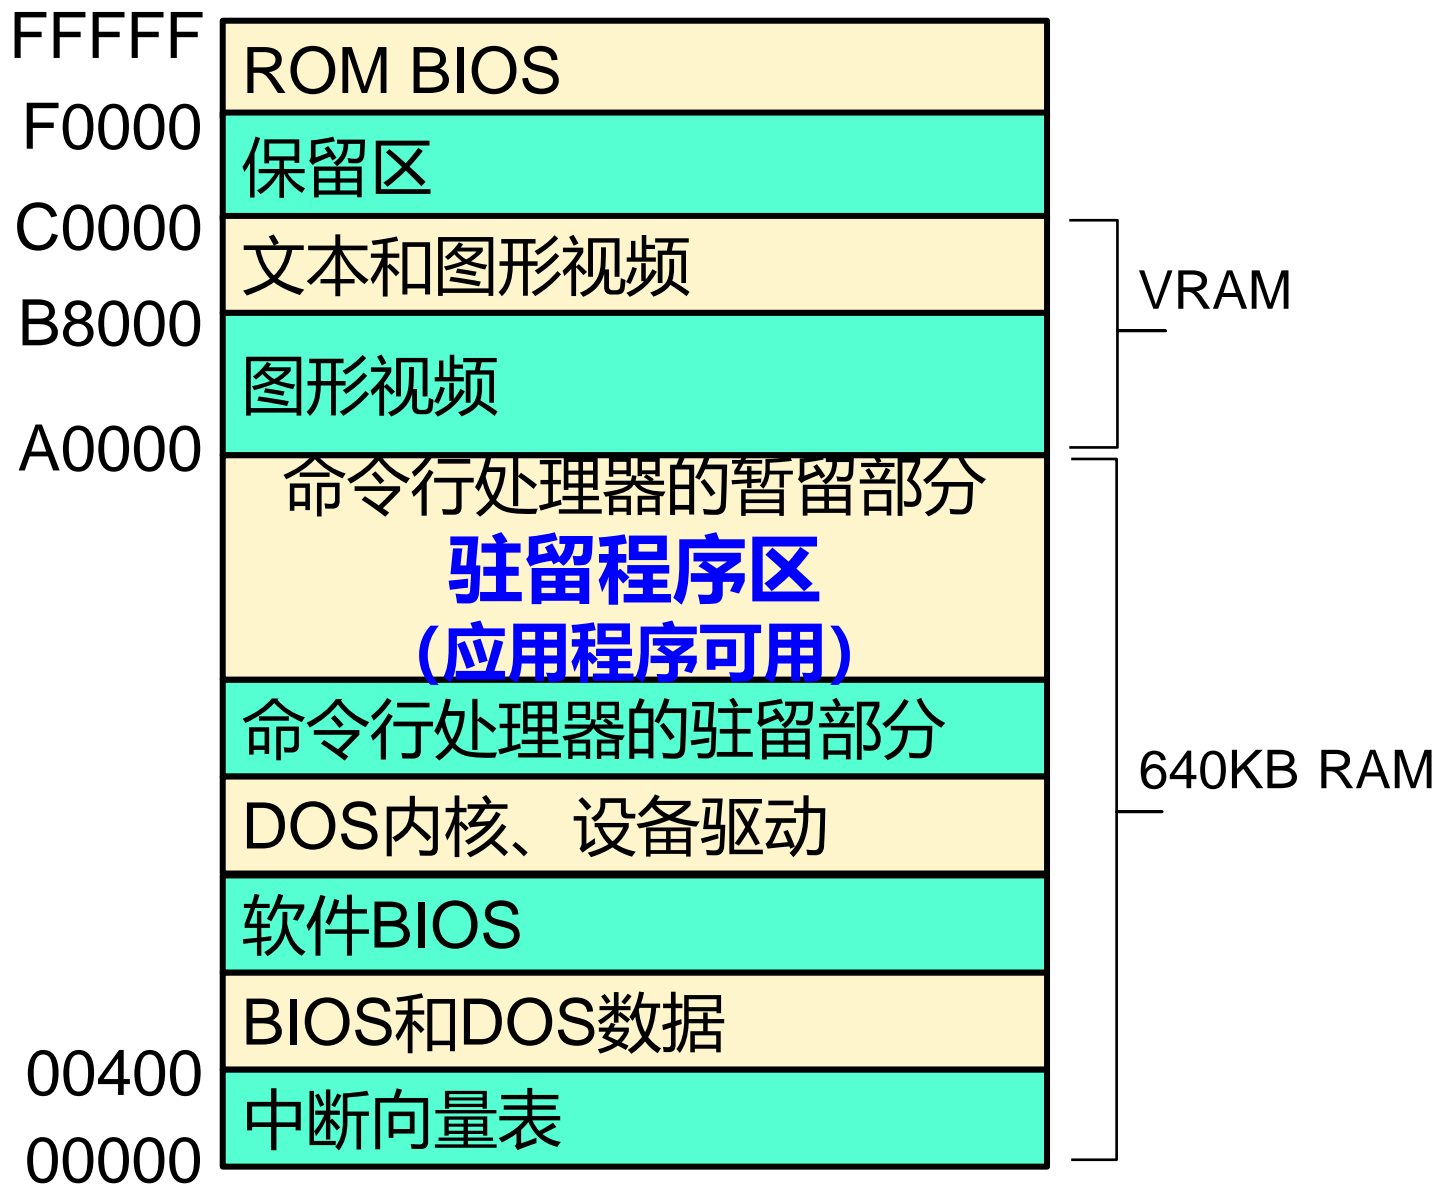 FFFFF
ROM BIOS
F0000
保留区
C0000
文本和图形视频
VRAM
B8000
图形视频
A0000
命令行处理器的暂留部分
驻留程序区
(应用程序可用)
命令行处理器的驻留部分
640KB RAM
DOS内核、设备驱动
软件BIOS
BIOS和DOS数据
00400
中断向量表
00000